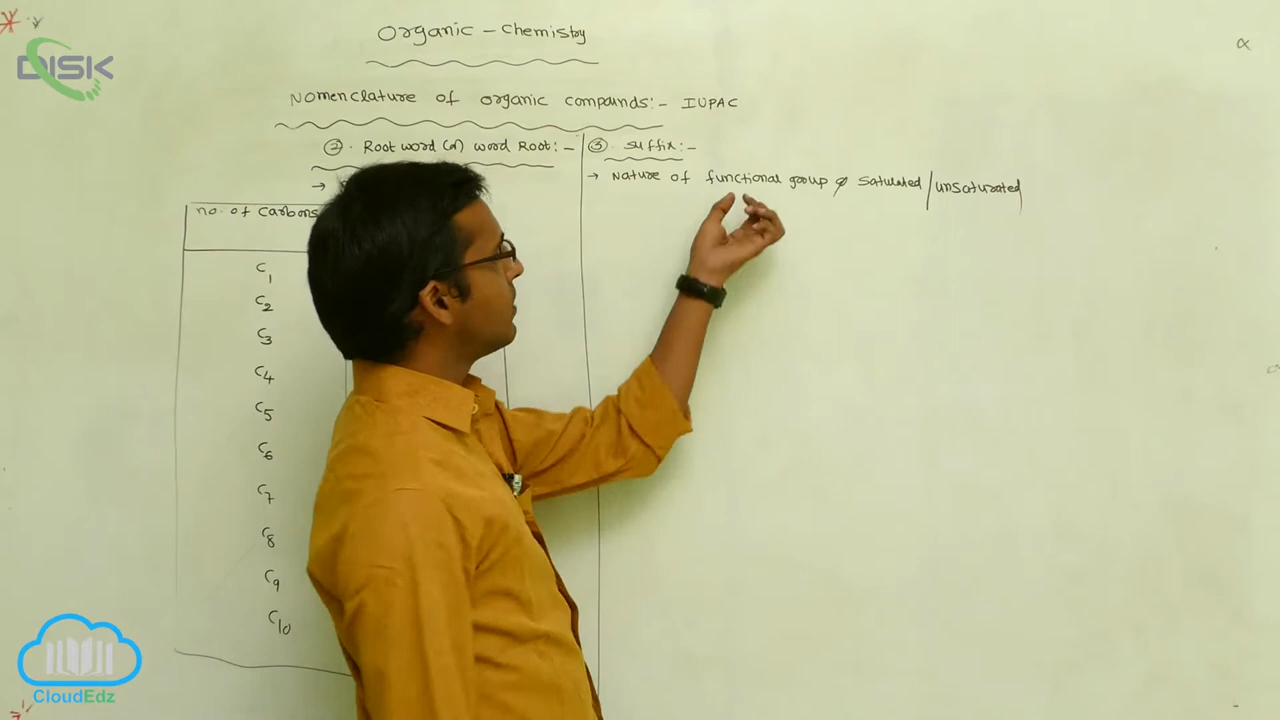 Organic - Chemistry
DISK
Nomenclature of organic compounds:- IUPAC
② . Root word (or) word Root: -
③ . Suffix:-
→
→ Nature of functional group & Saturated / unsaturated
no. of Carbons
C1
C2
C3
C4
C5
C6
C7
C8
C9
C10
CloudEdz